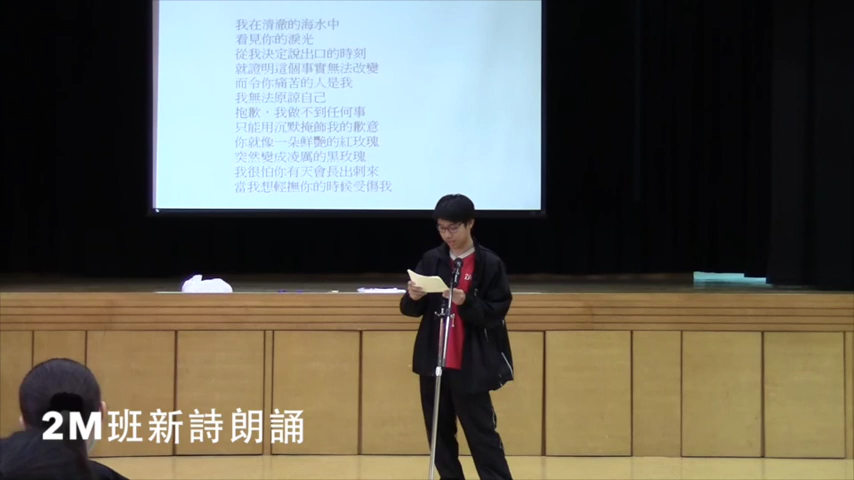 我在清澈的海水中
看見你的淚光
從我決定說出口的時刻
就證明這個事實無法改變
而令你痛苦的人是我
我無法原諒自己
抱歉，我做不到任何事
只能用沉默掩飾我的歉意
你就像一朵鮮艷的紅玫瑰
突然變成凌厲的黑玫瑰
我很怕你有天會長出刺來
當我想輕撫你的時候受傷我
2M班新詩朗誦